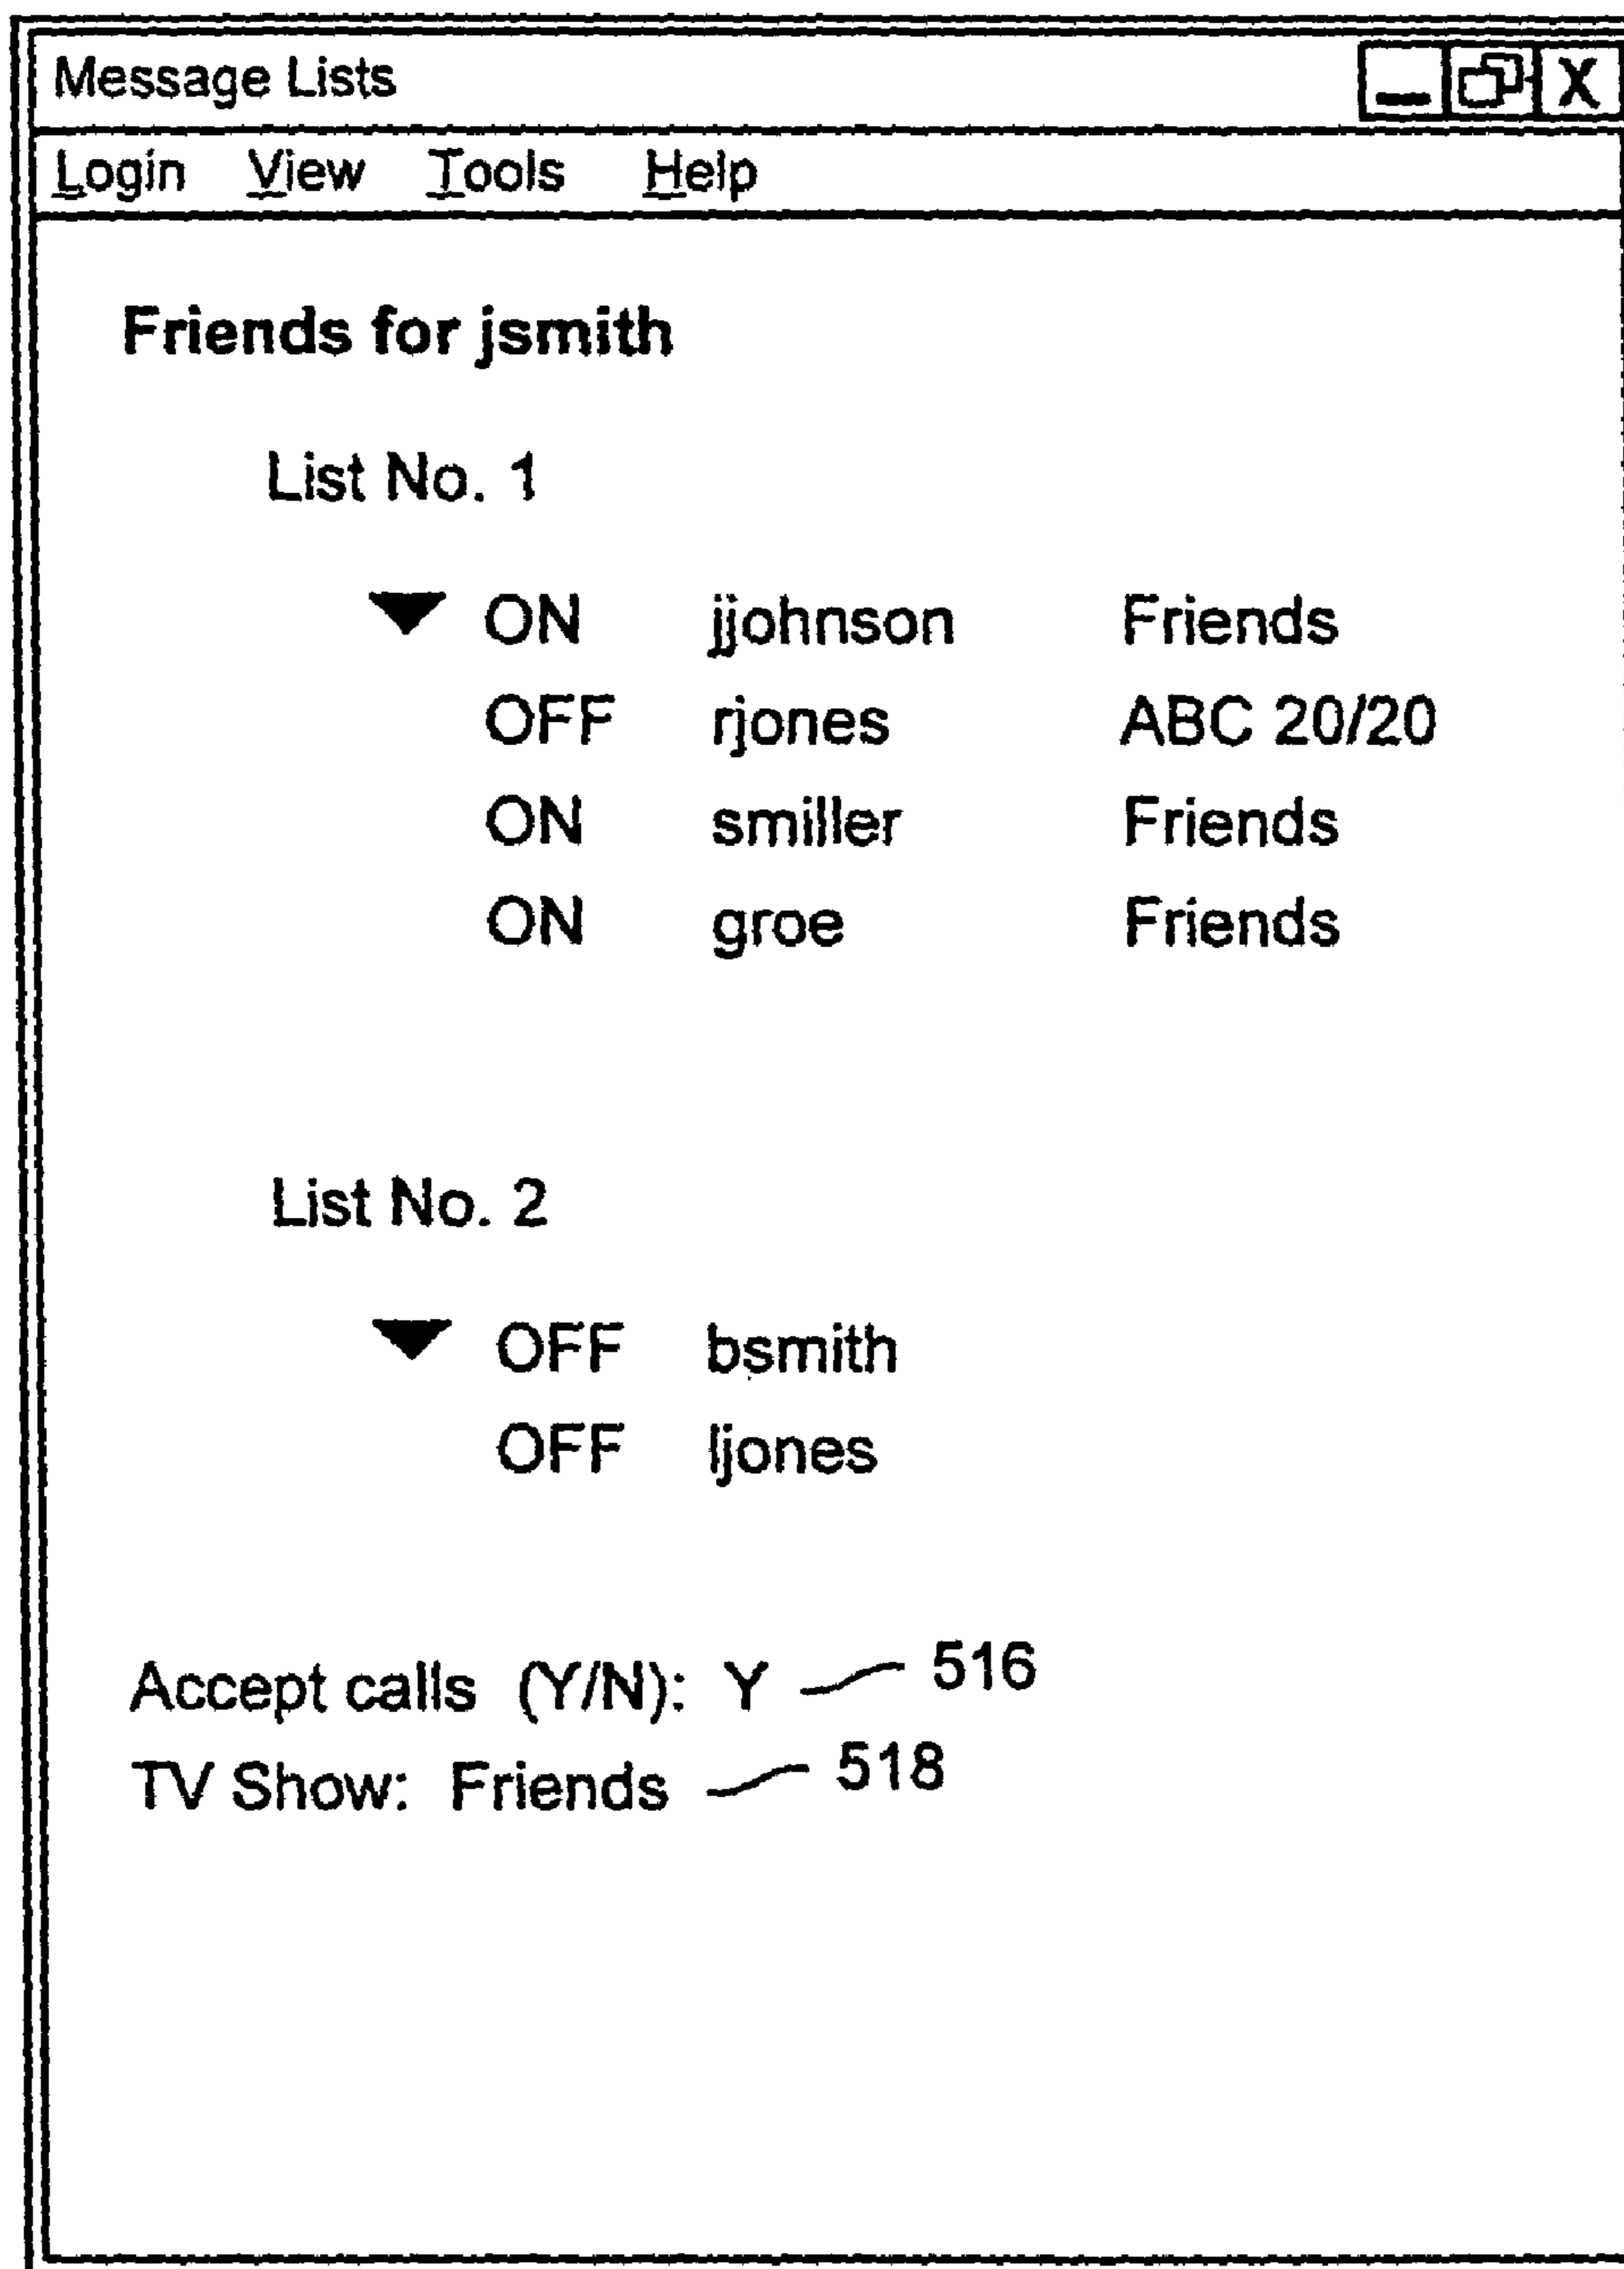 Message Lists X
Login View Tools Help
Friends for jsmith
List No. 1
ON jjohnson Friends
OFF rjones ABC 20/20
ON smiller Friends
ON groe Friends
List No. 2
OFF bsmith
OFF ljones
Accept calls (Y/N): Y 516
TV Show: Friends 518